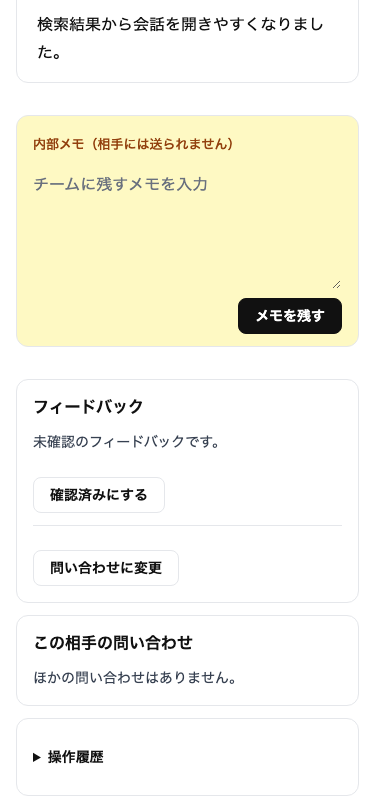 検索結果から会話を開きやすくなりまし
た。
内部メモ（相手には送られません）
チームに残すメモを入力
メモを残す
フィードバック
未確認のフィードバックです。
確認済みにする
問い合わせに変更
この相手の問い合わせ
ほかの問い合わせはありません。
操作履歴